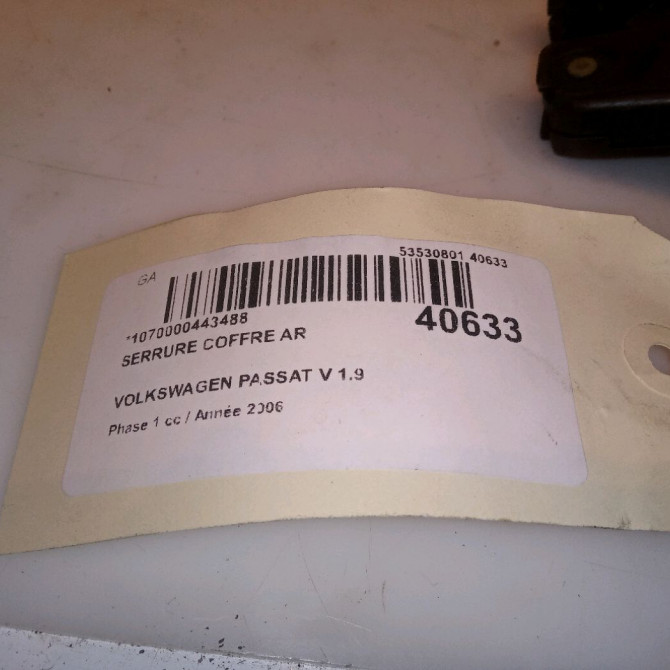 GA
53530801 40633
*1070000443488
40633
SERRURE COFFRE AR
VOLKSWAGEN PASSAT V 1.9
Phase 1 cc / Année 2006